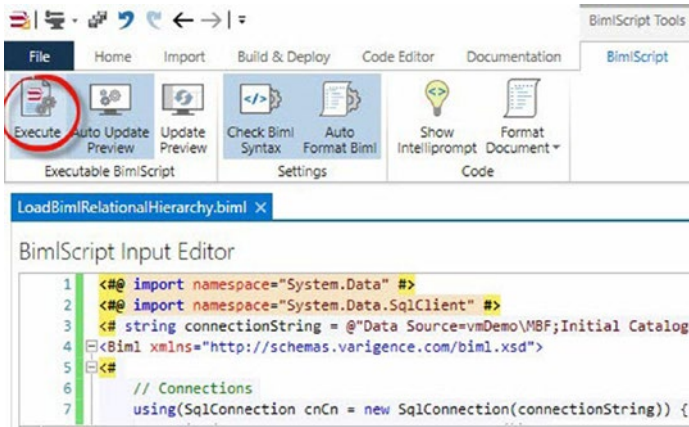 BimlScript Tools
File Home Import Build & Deploy Code Editor Documentation BimlScript
Execute Auto Update Preview Update Preview Check Biml Syntax Auto Format Biml Show Intelliprompt Format Document
Executable BimlScript Settings Code
LoadBimlRelationalHierarchy.biml ×
BimlScript Input Editor
1 <#@ import namespace="System.Data" #>
2 <#@ import namespace="System.Data.SqlClient" #>
3 <# string connectionString = @"Data Source=vmDemo\MBF;Initial Catalog
4 <Biml xmlns="http://schemas.varigence.com/biml.xsd">
5 <#
6 // Connections
7 using(SqlConnection cnCn = new SqlConnection(connectionString)) {